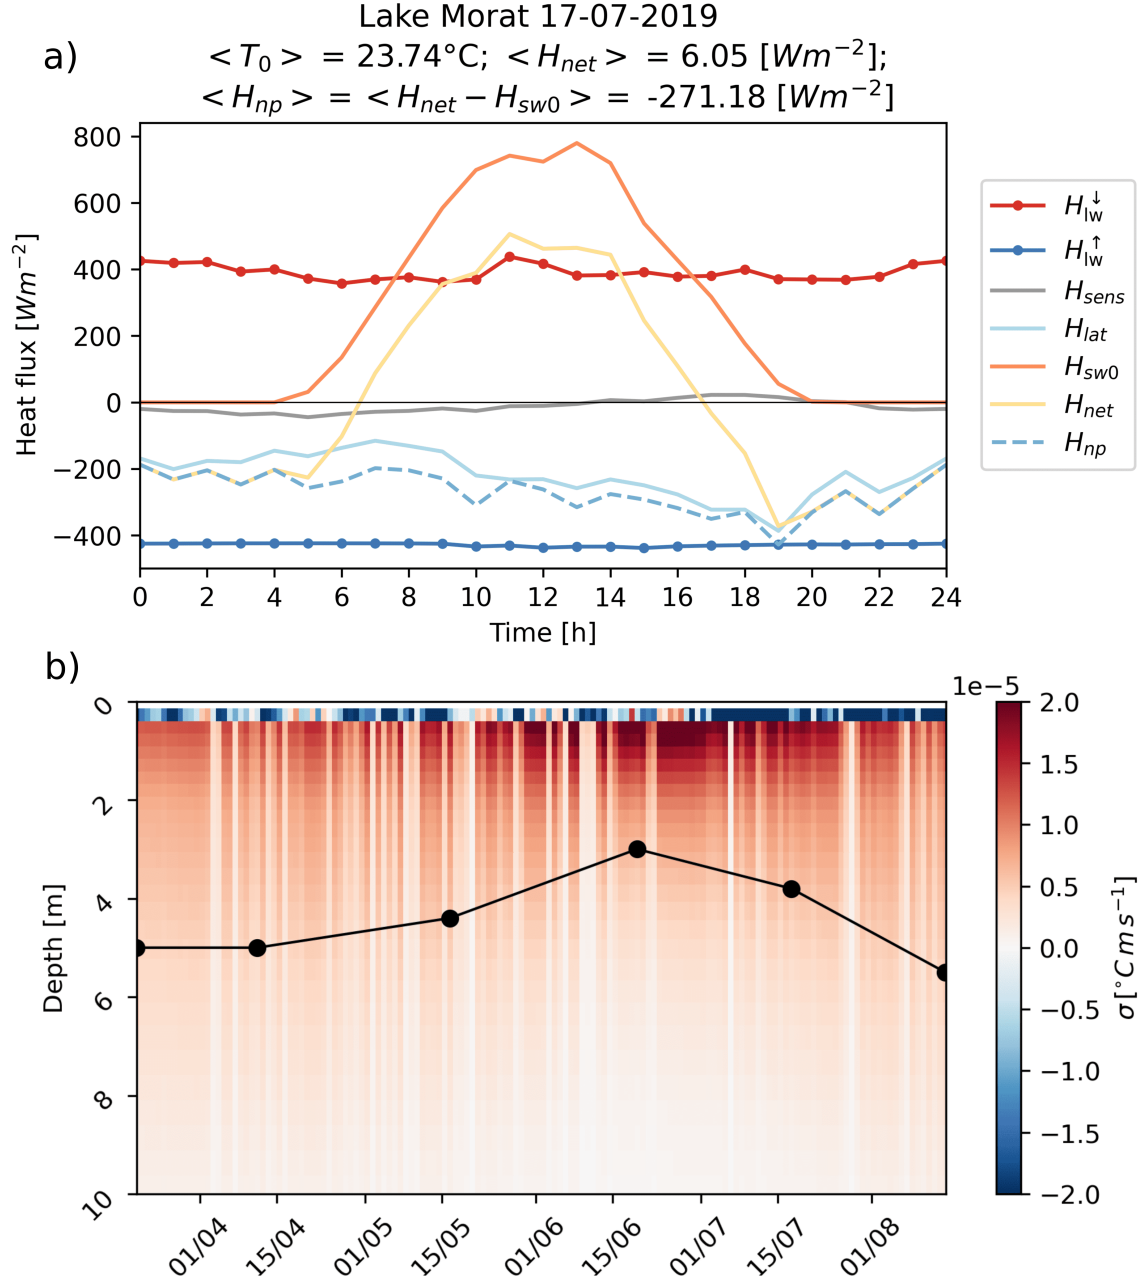 Lake Morat 17-07-2019
a)
< T₀ > = 23.74°C; < Hₙₑₜ > = 6.05 [Wm⁻²];
< Hₙₚ > = < Hₙₑₜ − H_sw0 > = -271.18 [Wm⁻²]
800
600
400
200
0
−200
−400
Heat flux [Wm⁻²]
0 2 4 6 8 10 12 14 16 18 20 22 24
Time [h]
H_lw^↓
H_lw^↑
H_sens
H_lat
H_sw0
H_net
H_np
b)
0
2
4
6
8
10
Depth [m]
01/04 15/04 01/05 15/05 01/06 15/06 01/07 15/07 01/08
1e−5
2.0
1.5
1.0
0.5
0.0
−0.5
−1.0
−1.5
−2.0
σ[°C m s⁻¹]